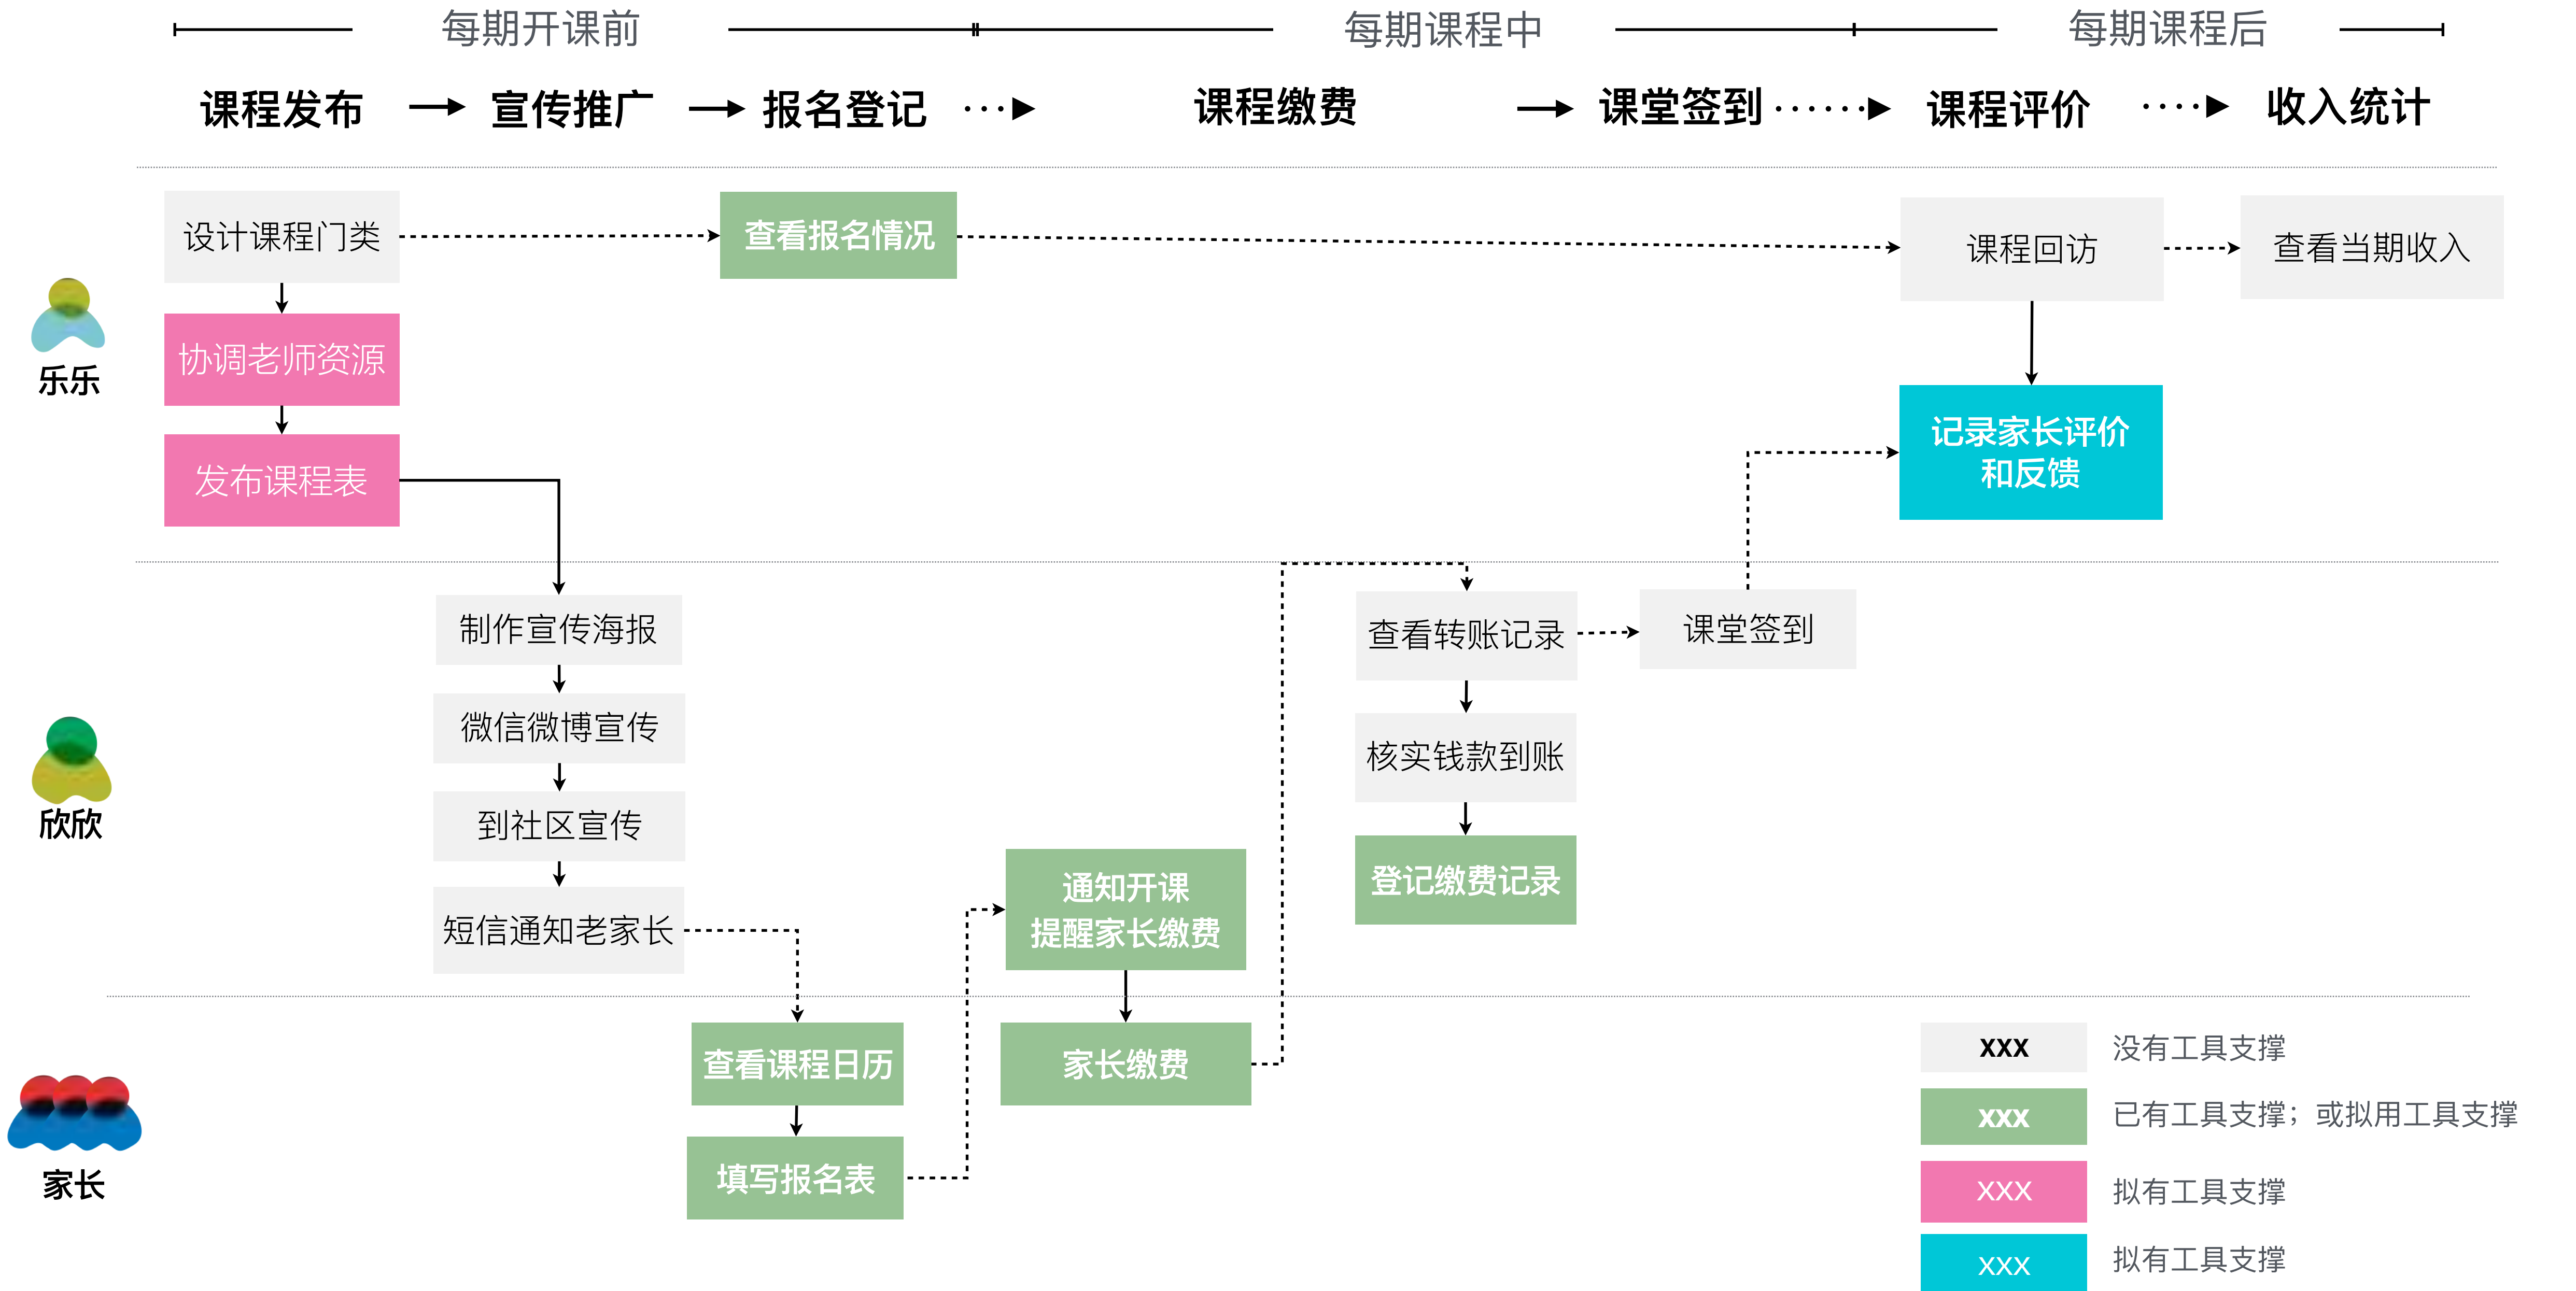 每期开课前
每期课程中
每期课程后
课程发布
宣传推广
报名登记
课程缴费
课堂签到
课程评价
收入统计
设计课程门类
查看报名情况
课程回访
查看当期收入
协调老师资源
乐乐
发布课程表
记录家长评价
和反馈
制作宣传海报
查看转账记录
课堂签到
微信微博宣传
核实钱款到账
到社区宣传
欣欣
登记缴费记录
通知开课
提醒家长缴费
短信通知老家长
查看课程日历
家长缴费
填写报名表
家长
xxx
没有工具支撑
xxx
已有工具支撑；或拟用工具支撑
xxx
拟有工具支撑
xxx
拟有工具支撑